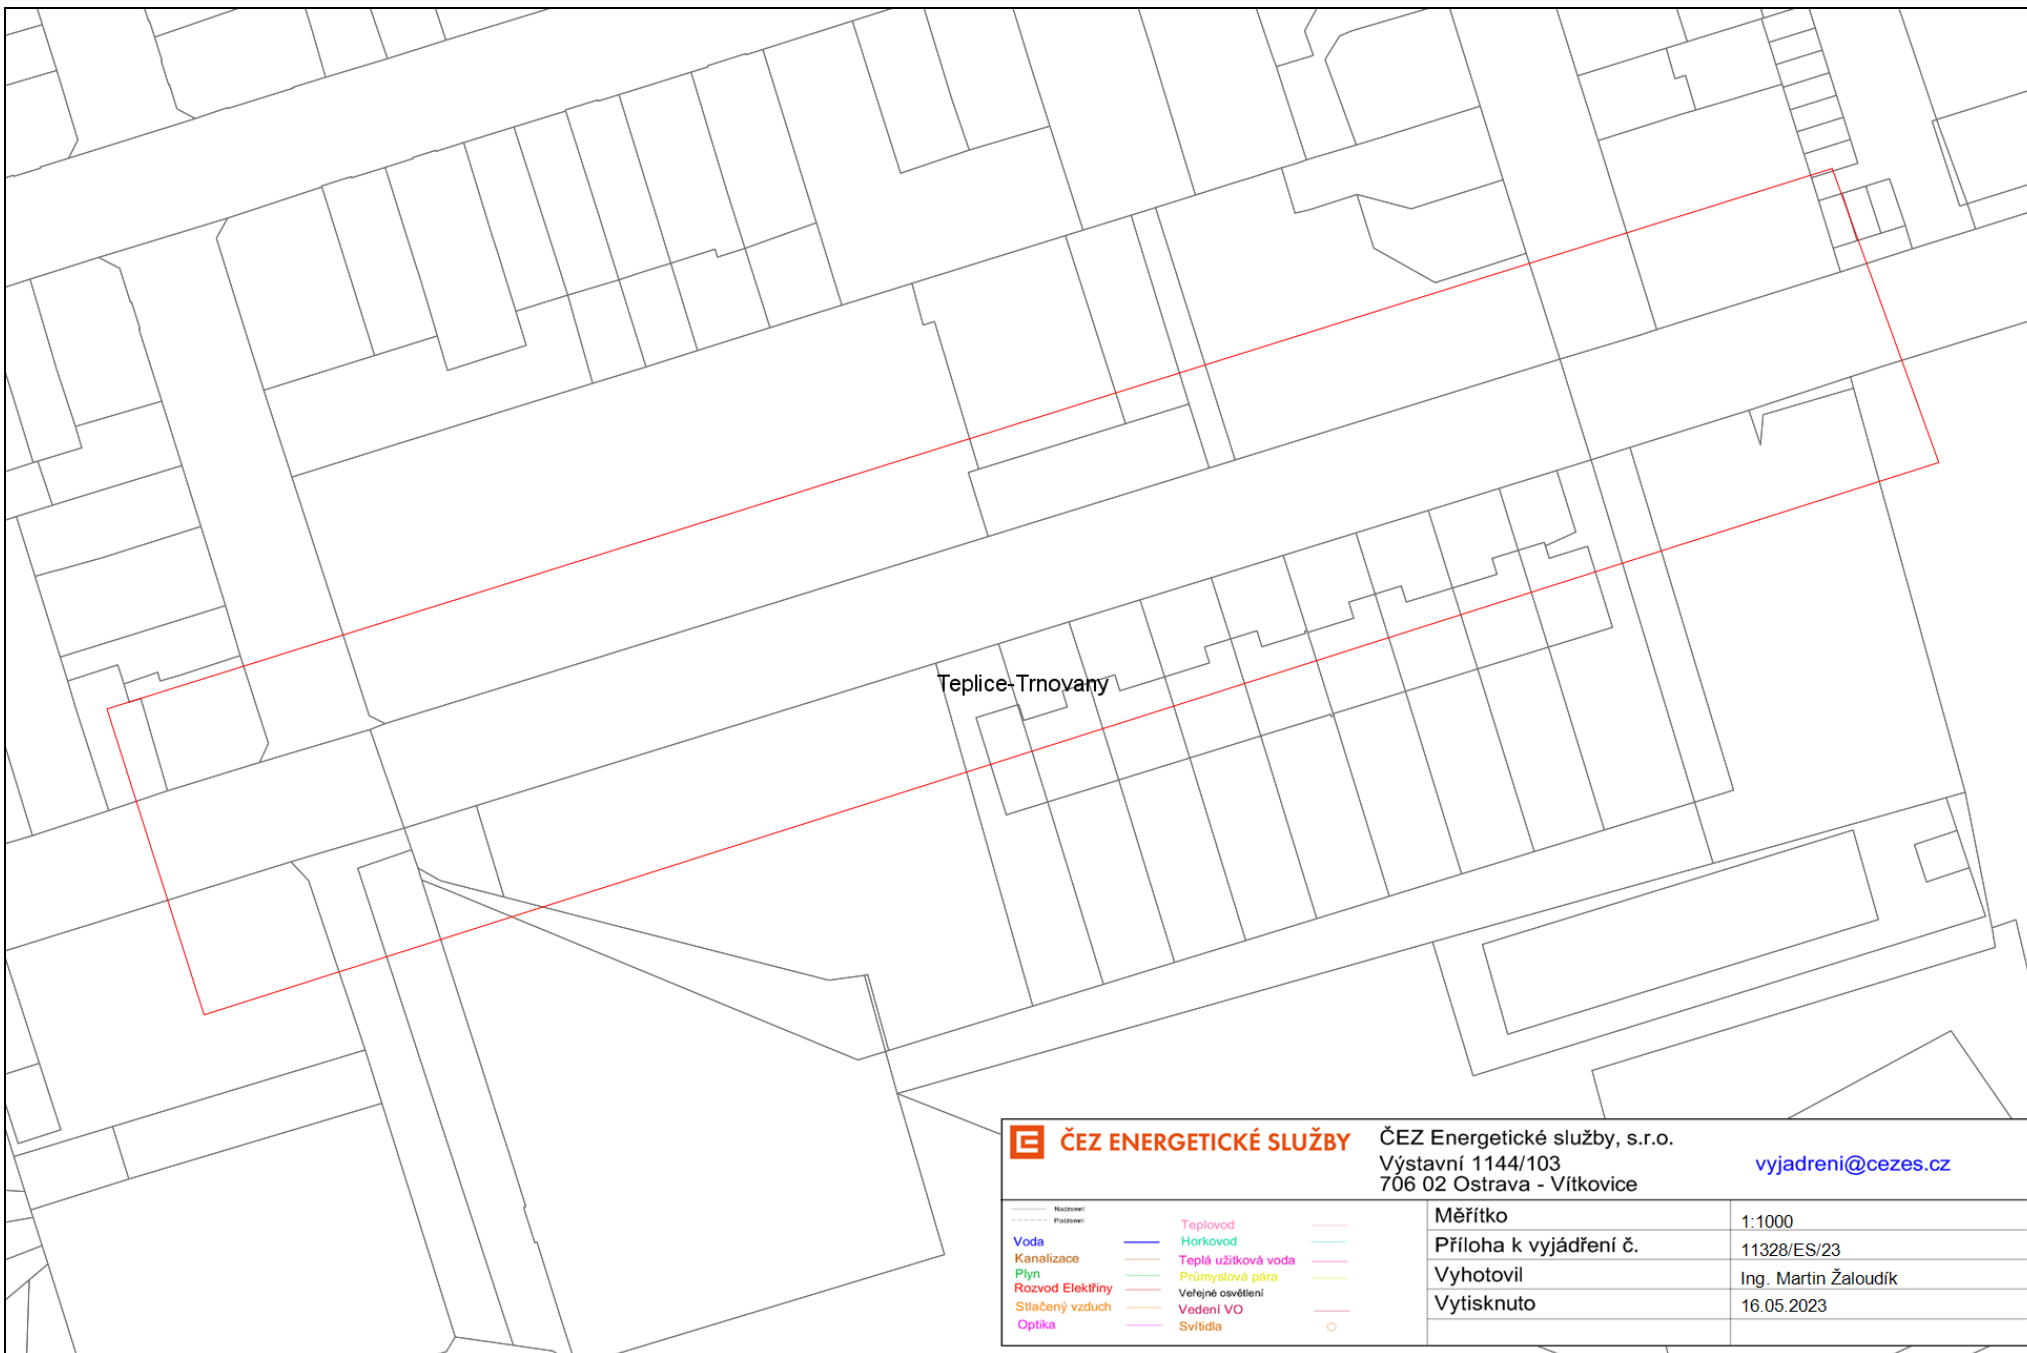 Teplice-Trnovany
ČEZ ENERGETICKÉ SLUŽBY
ČEZ Energetické služby, s.r.o.
Výstavní 1144/103
706 02 Ostrava - Vítkovice
vyjadreni@cezes.cz
Nadzemní
Podzemní
Voda
Kanalizace
Plyn
Rozvod Elektřiny
Stlačený vzduch
Optika
Teplovod
Horkovod
Teplá užitková voda
Průmyslová pára
Veřejné osvětlení
Vedení VO
Svítidla
Měřítko 1:1000
Příloha k vyjádření č. 11328/ES/23
Vyhotovil Ing. Martin Žaloudík
Vytisknuto 16.05.2023